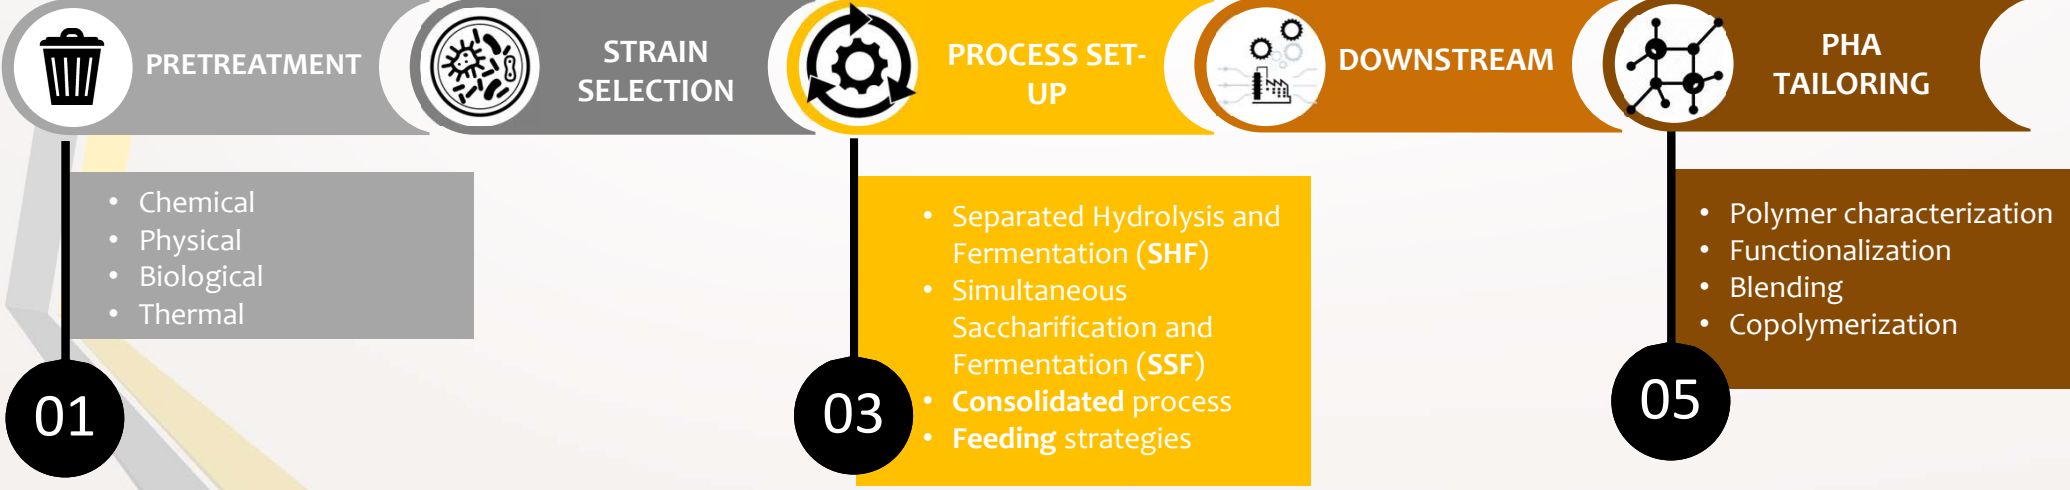 PRETREATMENT
STRAIN
SELECTION
PROCESS SET-
UP
DOWNSTREAM
PHA
TAILORING
• Chemical
• Physical
• Biological
• Thermal
01
• Separated Hydrolysis and
Fermentation (SHF)
• Simultaneous
Saccharification and
Fermentation (SSF)
• Consolidated process
• Feeding strategies
03
• Polymer characterization
• Functionalization
• Blending
• Copolymerization
05